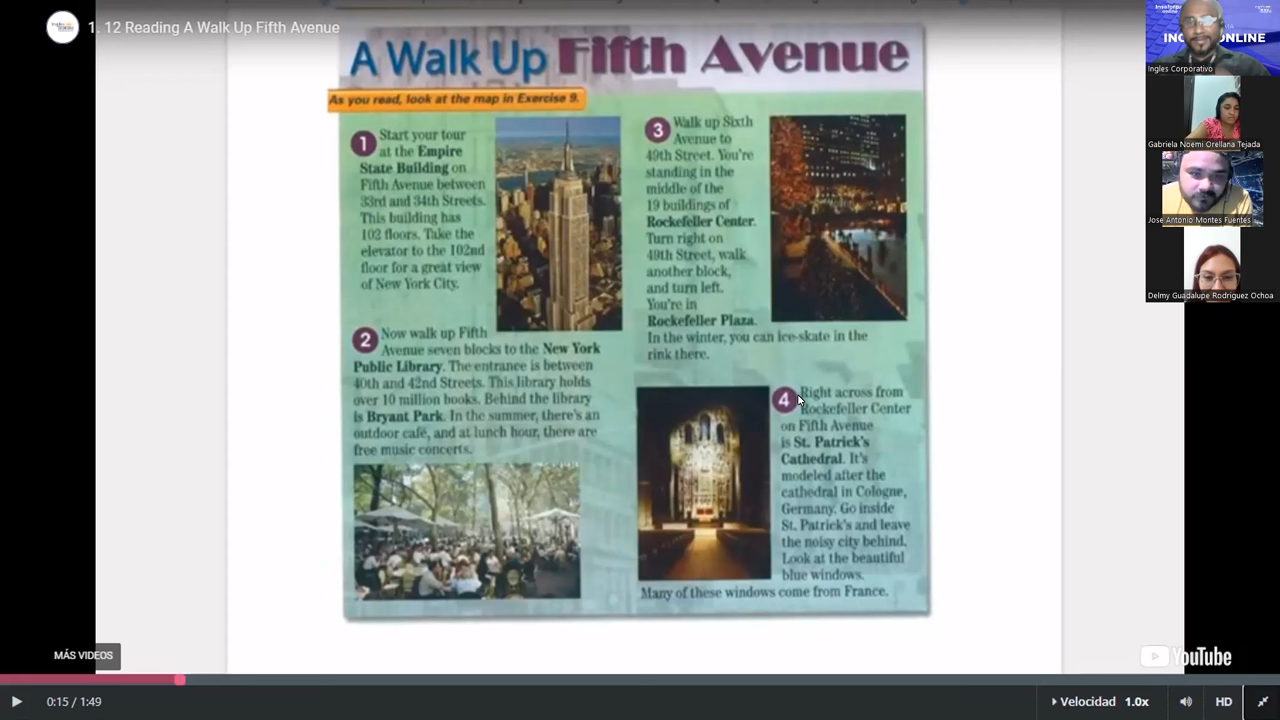 1. 12 Reading A Walk Up Fifth Avenue
A Walk Up Fifth Avenue
As you read, look at the map in Exercise 9.
1 Start your tour
at the Empire
State Building on
Fifth Avenue between
33rd and 34th Streets.
This building has
102 floors. Take the
elevator to the 102nd
floor for a great view
of New York City.
2 Now walk up Fifth
Avenue seven blocks to the New York
Public Library. The entrance is between
40th and 42nd Streets. This library holds
over 10 million books. Behind the library
is Bryant Park. In the summer, there's an
outdoor café, and at lunch hour, there are
free music concerts.
3 Walk up Sixth
Avenue to
49th Street. You're
standing in the
middle of the
19 buildings of
Rockefeller Center.
Turn right on
49th Street, walk
another block,
and turn left.
You're in
Rockefeller Plaza.
In the winter, you can ice-skate in the
rink there.
4 Right across from
Rockefeller Center
on Fifth Avenue
is St. Patrick's
Cathedral. It's
modeled after the
cathedral in Cologne,
Germany. Go inside
St. Patrick's and leave
the noisy city behind.
Look at the beautiful
blue windows.
Many of these windows come from France.
Ingles Corporativo
Gabriela Noemi Orellana Tejada
Jose Antonio Montes Fuentes
Delmy Guadalupe Rodriguez Ochoa
MÁS VIDEOS
YouTube
0:15 / 1:49
Velocidad 1.0x
HD